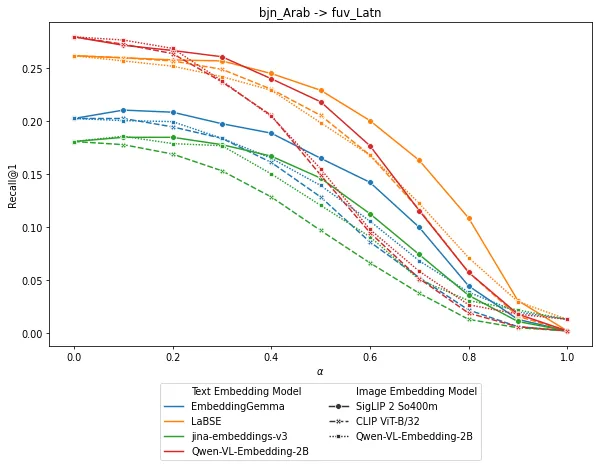 bjn_Arab -> fuv_Latn
Recall@1
0.25
0.20
0.15
0.10
0.05
0.00
0.0 0.2 0.4 0.6 0.8 1.0
α
Text Embedding Model Image Embedding Model
EmbeddingGemma SigLIP 2 So400m
LaBSE CLIP ViT-B/32
jina-embeddings-v3 Qwen-VL-Embedding-2B
Qwen-VL-Embedding-2B